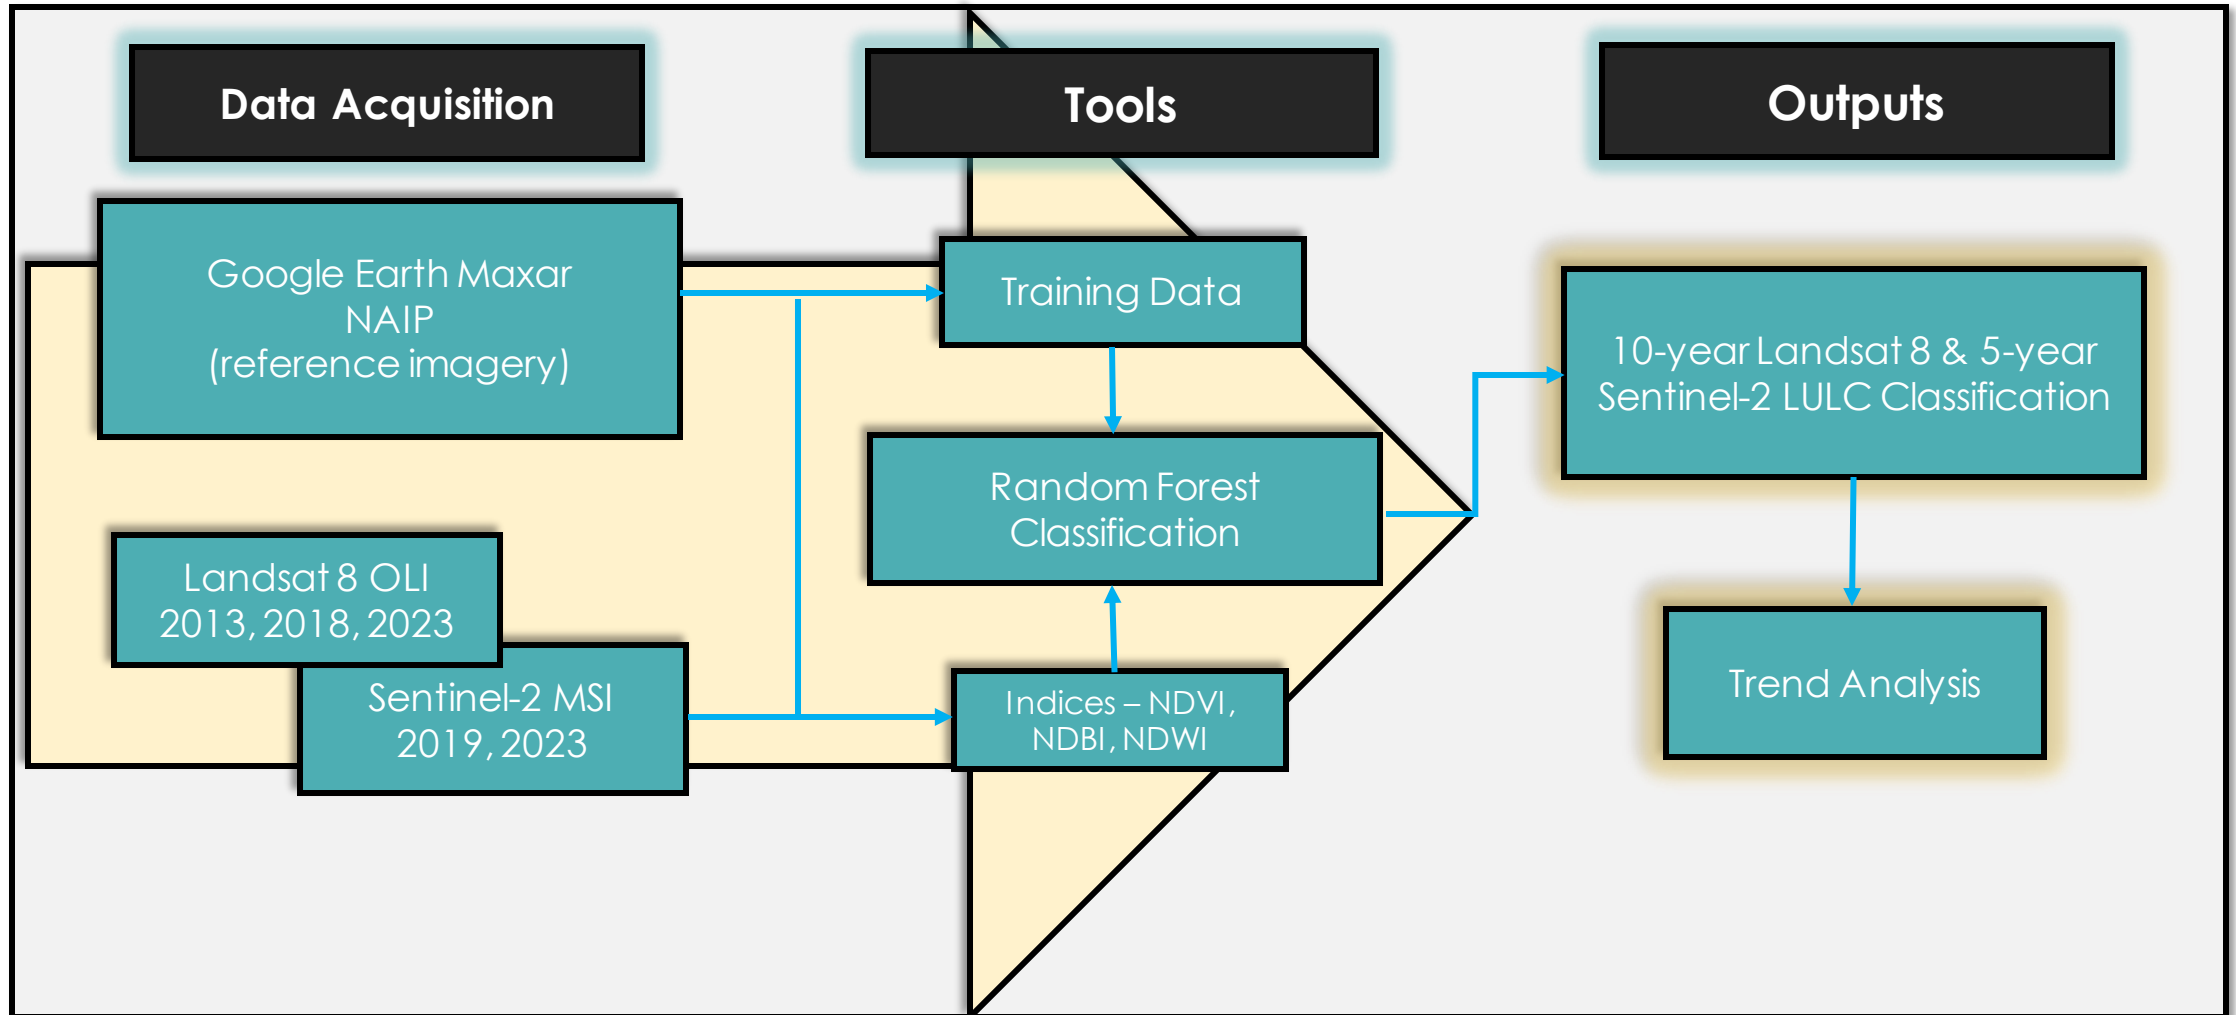 Data Acquisition
Tools
Outputs
Google Earth Maxar
NAIP
(reference imagery)
Landsat 8 OLI
2013, 2018, 2023
Sentinel-2 MSI
2019, 2023
Training Data
Random Forest
Classification
Indices – NDVI,
NDBI, NDWI
10-year Landsat 8 & 5-year
Sentinel-2 LULC Classification
Trend Analysis